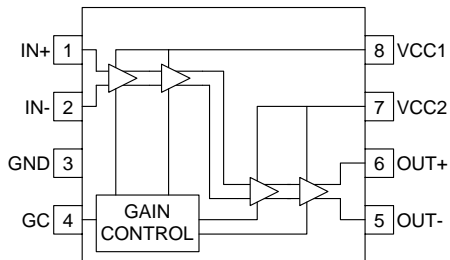 IN+ 1 8 VCC1
IN- 2 7 VCC2
GND 3 6 OUT+
GC 4 GAIN CONTROL 5 OUT-